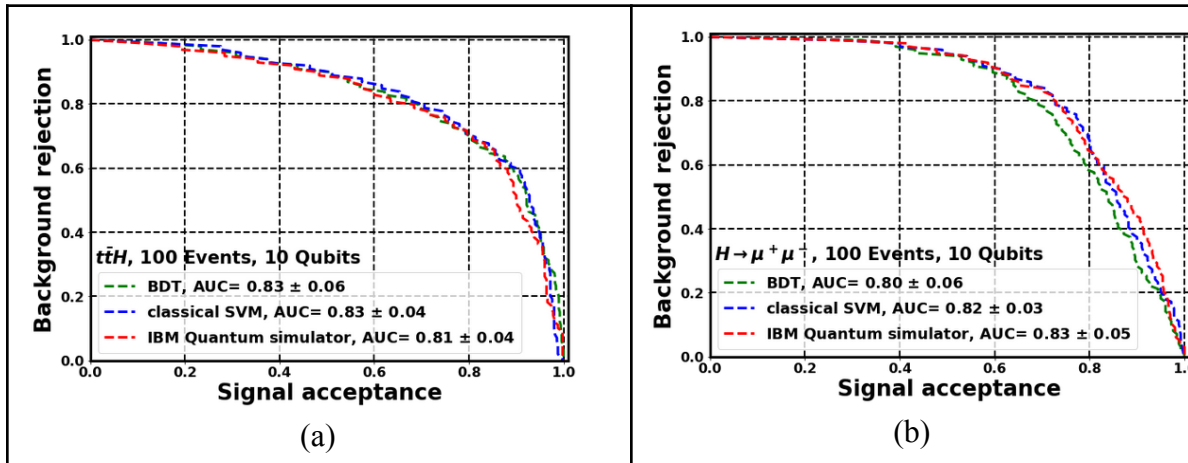 1.0
0.8
0.6
0.4
0.2
0.0
Background rejection
tt̄H, 100 Events, 10 Qubits
BDT, AUC= 0.83 ± 0.06
classical SVM, AUC= 0.83 ± 0.04
IBM Quantum simulator, AUC= 0.81 ± 0.04
0.0 0.2 0.4 0.6 0.8 1.0
Signal acceptance
(a)
1.0
0.8
0.6
0.4
0.2
0.0
Background rejection
H→μ⁺μ⁻, 100 Events, 10 Qubits
BDT, AUC= 0.80 ± 0.06
classical SVM, AUC= 0.82 ± 0.03
IBM Quantum simulator, AUC= 0.83 ± 0.05
0.0 0.2 0.4 0.6 0.8 1.0
Signal acceptance
(b)